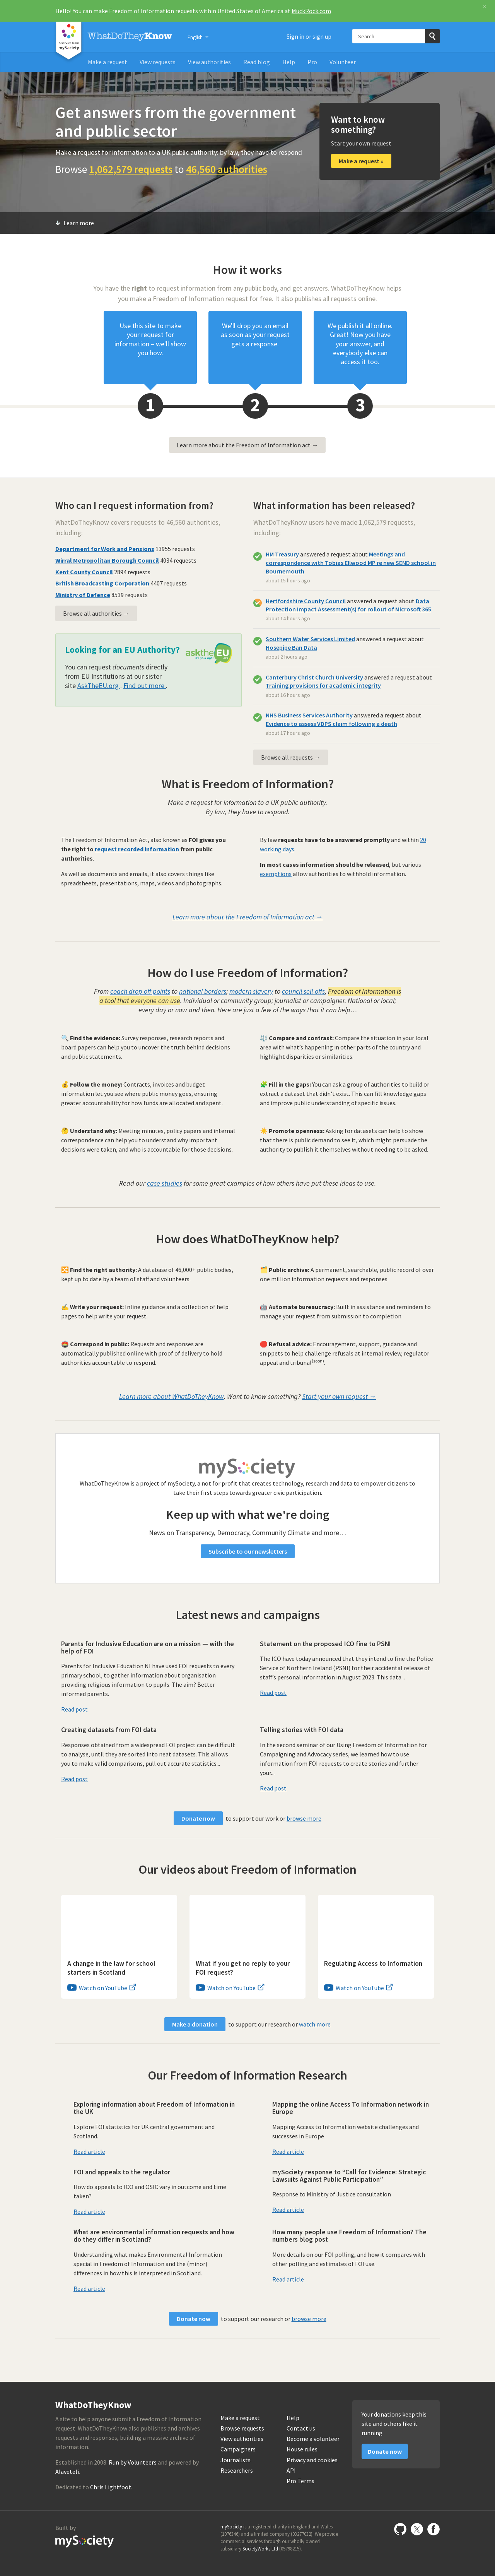 Hello! You can make Freedom of Information requests within United States of America at MuckRock.com
×
mySociety
WhatDoTheyKnow
English
Sign in or sign up
Search
Make a request
View requests
View authorities
Read blog
Help
Pro
Volunteer
Get answers from the government
and public sector
Make a request for information to a UK public authority: by law, they have to respond
Browse 1,062,579 requests to 46,560 authorities
Want to know
something?
Start your own request
Make a request »
Learn more
How it works
You have the right to request information from any public body, and get answers. WhatDoTheyKnow helps
you make a Freedom of Information request for free. It also publishes all requests online.
Use this site to make
your request for
information – we'll show
you how.
We'll drop you an email
as soon as your request
gets a response.
We publish it all online.
Great! Now you have
your answer, and
everybody else can
access it too.
1
2
3
Learn more about the Freedom of Information act →
Who can I request information from?
WhatDoTheyKnow covers requests to 46,560 authorities,
including:
Department for Work and Pensions 13955 requests
Wirral Metropolitan Borough Council 4034 requests
Kent County Council 2894 requests
British Broadcasting Corporation 4407 requests
Ministry of Defence 8539 requests
Browse all authorities →
Looking for an EU Authority?
asktheEU
You can request documents directly
from EU Institutions at our sister
site AskTheEU.org . Find out more .
What information has been released?
WhatDoTheyKnow users have made 1,062,579 requests,
including:
HM Treasury answered a request about Meetings and
correspondence with Tobias Ellwood MP re new SEND school in
Bournemouth
about 15 hours ago
Hertfordshire County Council answered a request about Data
Protection Impact Assessment(s) for rollout of Microsoft 365
about 14 hours ago
Southern Water Services Limited answered a request about
Hosepipe Ban Data
about 2 hours ago
Canterbury Christ Church University answered a request about
Training provisions for academic integrity
about 16 hours ago
NHS Business Services Authority answered a request about
Evidence to assess VDPS claim following a death
about 17 hours ago
Browse all requests →
What is Freedom of Information?
Make a request for information to a UK public authority.
By law, they have to respond.
The Freedom of Information Act, also known as FOI gives you
the right to request recorded information from public
authorities.
As well as documents and emails, it also covers things like
spreadsheets, presentations, maps, videos and photographs.
By law requests have to be answered promptly and within 20
working days.
In most cases information should be released, but various
exemptions allow authorities to withhold information.
Learn more about the Freedom of Information act →
How do I use Freedom of Information?
From coach drop off points to national borders; modern slavery to council sell-offs, Freedom of Information is
a tool that everyone can use. Individual or community group; journalist or campaigner. National or local;
every day or now and then. Here are just a few of the ways that it can help…
🔍 Find the evidence: Survey responses, research reports and
board papers can help you to uncover the truth behind decisions
and public statements.
⚖️ Compare and contrast: Compare the situation in your local
area with what's happening in other parts of the country and
highlight disparities or similarities.
💰 Follow the money: Contracts, invoices and budget
information let you see where public money goes, ensuring
greater accountability for how funds are allocated and spent.
🧩 Fill in the gaps: You can ask a group of authorities to build or
extract a dataset that didn't exist. This can fill knowledge gaps
and improve public understanding of specific issues.
🤔 Understand why: Meeting minutes, policy papers and internal
correspondence can help you to understand why important
decisions were taken, and who is accountable for those decisions.
☀️ Promote openness: Asking for datasets can help to show
that there is public demand to see it, which might persuade the
authority to publish it themselves without needing to be asked.
Read our case studies for some great examples of how others have put these ideas to use.
How does WhatDoTheyKnow help?
🔀 Find the right authority: A database of 46,000+ public bodies,
kept up to date by a team of staff and volunteers.
🗂️ Public archive: A permanent, searchable, public record of over
one million information requests and responses.
✍️ Write your request: Inline guidance and a collection of help
pages to help write your request.
🤖 Automate bureaucracy: Built in assistance and reminders to
manage your request from submission to completion.
Correspond in public: Requests and responses are
automatically published online with proof of delivery to hold
authorities accountable to respond.
🛑 Refusal advice: Encouragement, support, guidance and
snippets to help challenge refusals at internal review, regulator
appeal and tribunal(soon).
Learn more about WhatDoTheyKnow. Want to know something? Start your own request →
mySociety
WhatDoTheyKnow is a project of mySociety, a not for profit that creates technology, research and data to empower citizens to
take their first steps towards greater civic participation.
Keep up with what we're doing
News on Transparency, Democracy, Community Climate and more…
Subscribe to our newsletters
Latest news and campaigns
Parents for Inclusive Education are on a mission — with the
help of FOI
Parents for Inclusive Education NI have used FOI requests to every
primary school, to gather information about organisation
providing religious information to pupils. The aim? Better
informed parents.
Read post
Statement on the proposed ICO fine to PSNI
The ICO have today announced that they intend to fine the Police
Service of Northern Ireland (PSNI) for their accidental release of
staff's personal information in August 2023. This data...
Read post
Creating datasets from FOI data
Responses obtained from a widespread FOI project can be difficult
to analyse, until they are sorted into neat datasets. This allows
you to make valid comparisons, pull out accurate statistics...
Read post
Telling stories with FOI data
In the second seminar of our Using Freedom of Information for
Campaigning and Advocacy series, we learned how to use
information from FOI requests to create stories and further
your...
Read post
Donate now to support our work or browse more
Our videos about Freedom of Information
A change in the law for school
starters in Scotland
Watch on YouTube
What if you get no reply to your
FOI request?
Watch on YouTube
Regulating Access to Information
Watch on YouTube
Make a donation to support our research or watch more
Our Freedom of Information Research
Exploring information about Freedom of Information in
the UK
Explore FOI statistics for UK central government and
Scotland.
Read article
Mapping the online Access To Information network in
Europe
Mapping Access to Information website challenges and
successes in Europe
Read article
FOI and appeals to the regulator
How do appeals to ICO and OSIC vary in outcome and time
taken?
Read article
mySociety response to “Call for Evidence: Strategic
Lawsuits Against Public Participation”
Response to Ministry of Justice consultation
Read article
What are environmental information requests and how
do they differ in Scotland?
Understanding what makes Environmental Information
special in Freedom of Information and the (minor)
differences in how this is interpreted in Scotland.
Read article
How many people use Freedom of Information? The
numbers blog post
More details on our FOI polling, and how it compares with
other polling and estimates of FOI use.
Read article
Donate now to support our research or browse more
WhatDoTheyKnow
A site to help anyone submit a Freedom of Information
request. WhatDoTheyKnow also publishes and archives
requests and responses, building a massive archive of
information.
Established in 2008. Run by Volunteers and powered by
Alaveteli.
Dedicated to Chris Lightfoot.
Make a request
Browse requests
View authorities
Campaigners
Journalists
Researchers
Help
Contact us
Become a volunteer
House rules
Privacy and cookies
API
Pro Terms
Your donations keep this
site and others like it
running
Donate now
Built by
mySociety
mySociety is a registered charity in England and Wales
(1076346) and a limited company (03277032). We provide
commercial services through our wholly owned
subsidiary SocietyWorks Ltd (05798215).